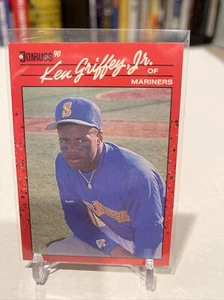 DONRUSS '90
Ken Griffey, Jr.
OF
MARINERS
S